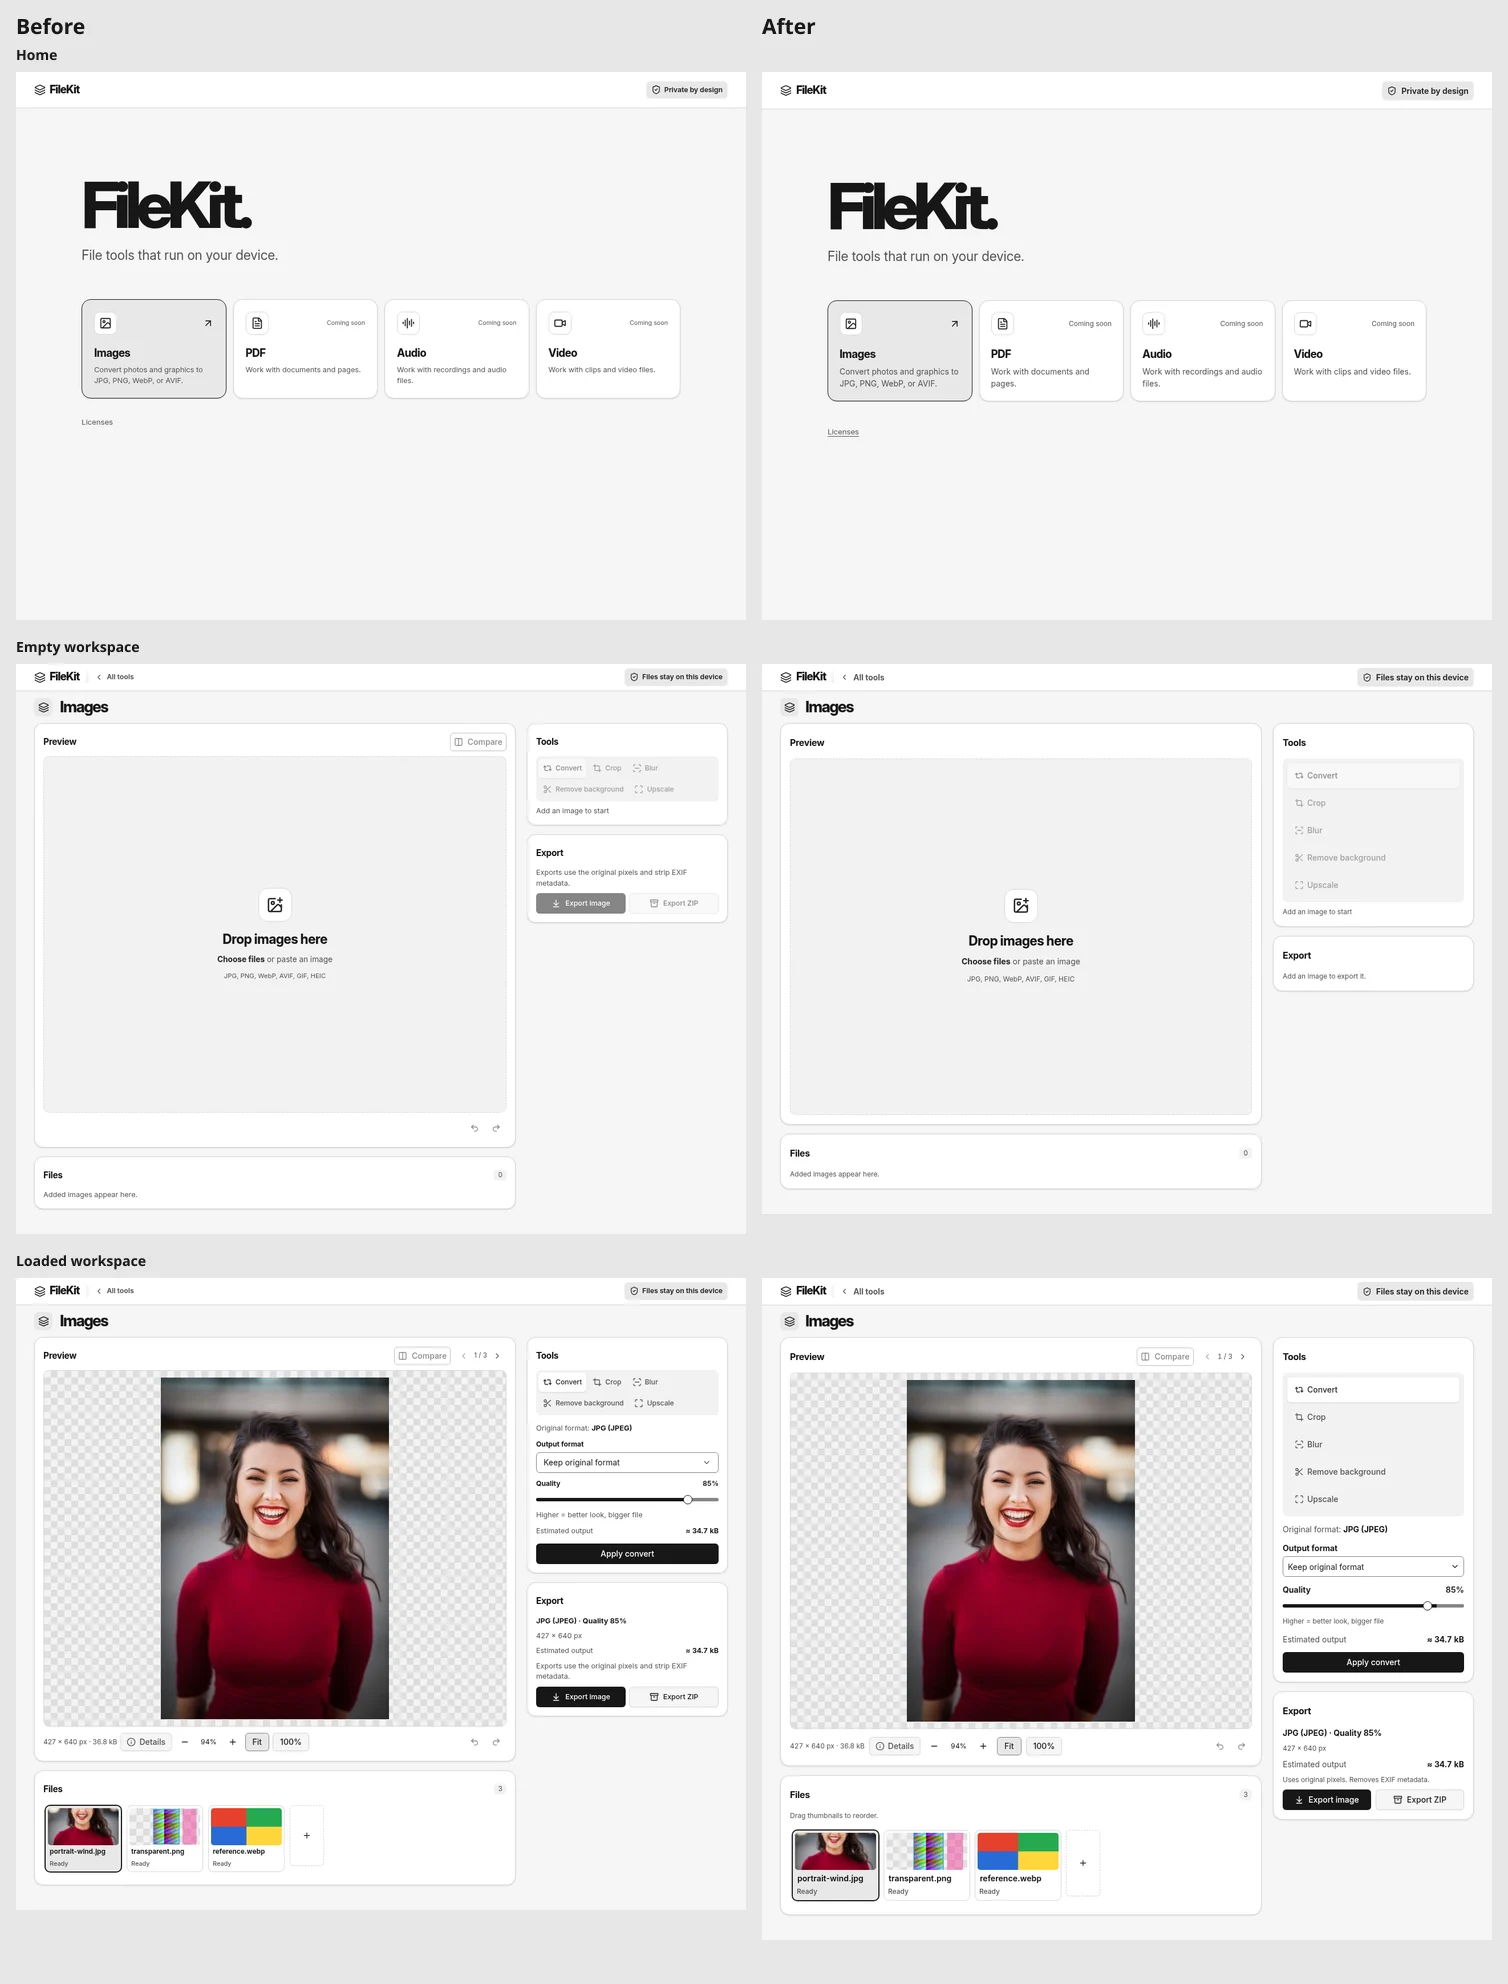 Before
After
Home
FileKit
Private by design
FileKit.
File tools that run on your device.
Images
Convert photos and graphics to
JPG, PNG, WebP, or AVIF.
Coming soon
PDF
Work with documents and pages.
Coming soon
Audio
Work with recordings and audio
files.
Coming soon
Video
Work with clips and video files.
Licenses
FileKit
Private by design
FileKit.
File tools that run on your device.
Images
Convert photos and graphics to
JPG, PNG, WebP, or AVIF.
Coming soon
PDF
Work with documents and
pages.
Coming soon
Audio
Work with recordings and audio
files.
Coming soon
Video
Work with clips and video files.
Licenses
Empty workspace
FileKit
All tools
Files stay on this device
Images
Preview
Compare
Drop images here
Choose files or paste an image
JPG, PNG, WebP, AVIF, GIF, HEIC
Files
0
Added images appear here.
Tools
Convert
Crop
Blur
Remove background
Upscale
Add an image to start
Export
Exports use the original pixels and strip EXIF
metadata.
Export image
Export ZIP
FileKit
All tools
Files stay on this device
Images
Preview
Drop images here
Choose files or paste an image
JPG, PNG, WebP, AVIF, GIF, HEIC
Files
0
Added images appear here.
Tools
Convert
Crop
Blur
Remove background
Upscale
Add an image to start
Export
Add an image to export it.
Loaded workspace
FileKit
All tools
Files stay on this device
Images
Preview
Compare
1 / 3
427 × 640 px · 36.8 kB
Details
94%
Fit
100%
Files
3
portrait-wind.jpg
Ready
transparent.png
Ready
reference.webp
Ready
Tools
Convert
Crop
Blur
Remove background
Upscale
Original format: JPG (JPEG)
Output format
Keep original format
Quality
85%
Higher = better look, bigger file
Estimated output
≈ 34.7 kB
Apply convert
Export
JPG (JPEG) · Quality 85%
427 × 640 px
Estimated output
≈ 34.7 kB
Exports use the original pixels and strip EXIF
metadata.
Export image
Export ZIP
FileKit
All tools
Files stay on this device
Images
Preview
Compare
1 / 3
427 × 640 px · 36.8 kB
Details
94%
Fit
100%
Files
3
Drag thumbnails to reorder.
portrait-wind.jpg
Ready
transparent.png
Ready
reference.webp
Ready
Tools
Convert
Crop
Blur
Remove background
Upscale
Original format: JPG (JPEG)
Output format
Keep original format
Quality
85%
Higher = better look, bigger file
Estimated output
≈ 34.7 kB
Apply convert
Export
JPG (JPEG) · Quality 85%
427 × 640 px
Estimated output
≈ 34.7 kB
Uses original pixels. Removes EXIF metadata.
Export image
Export ZIP